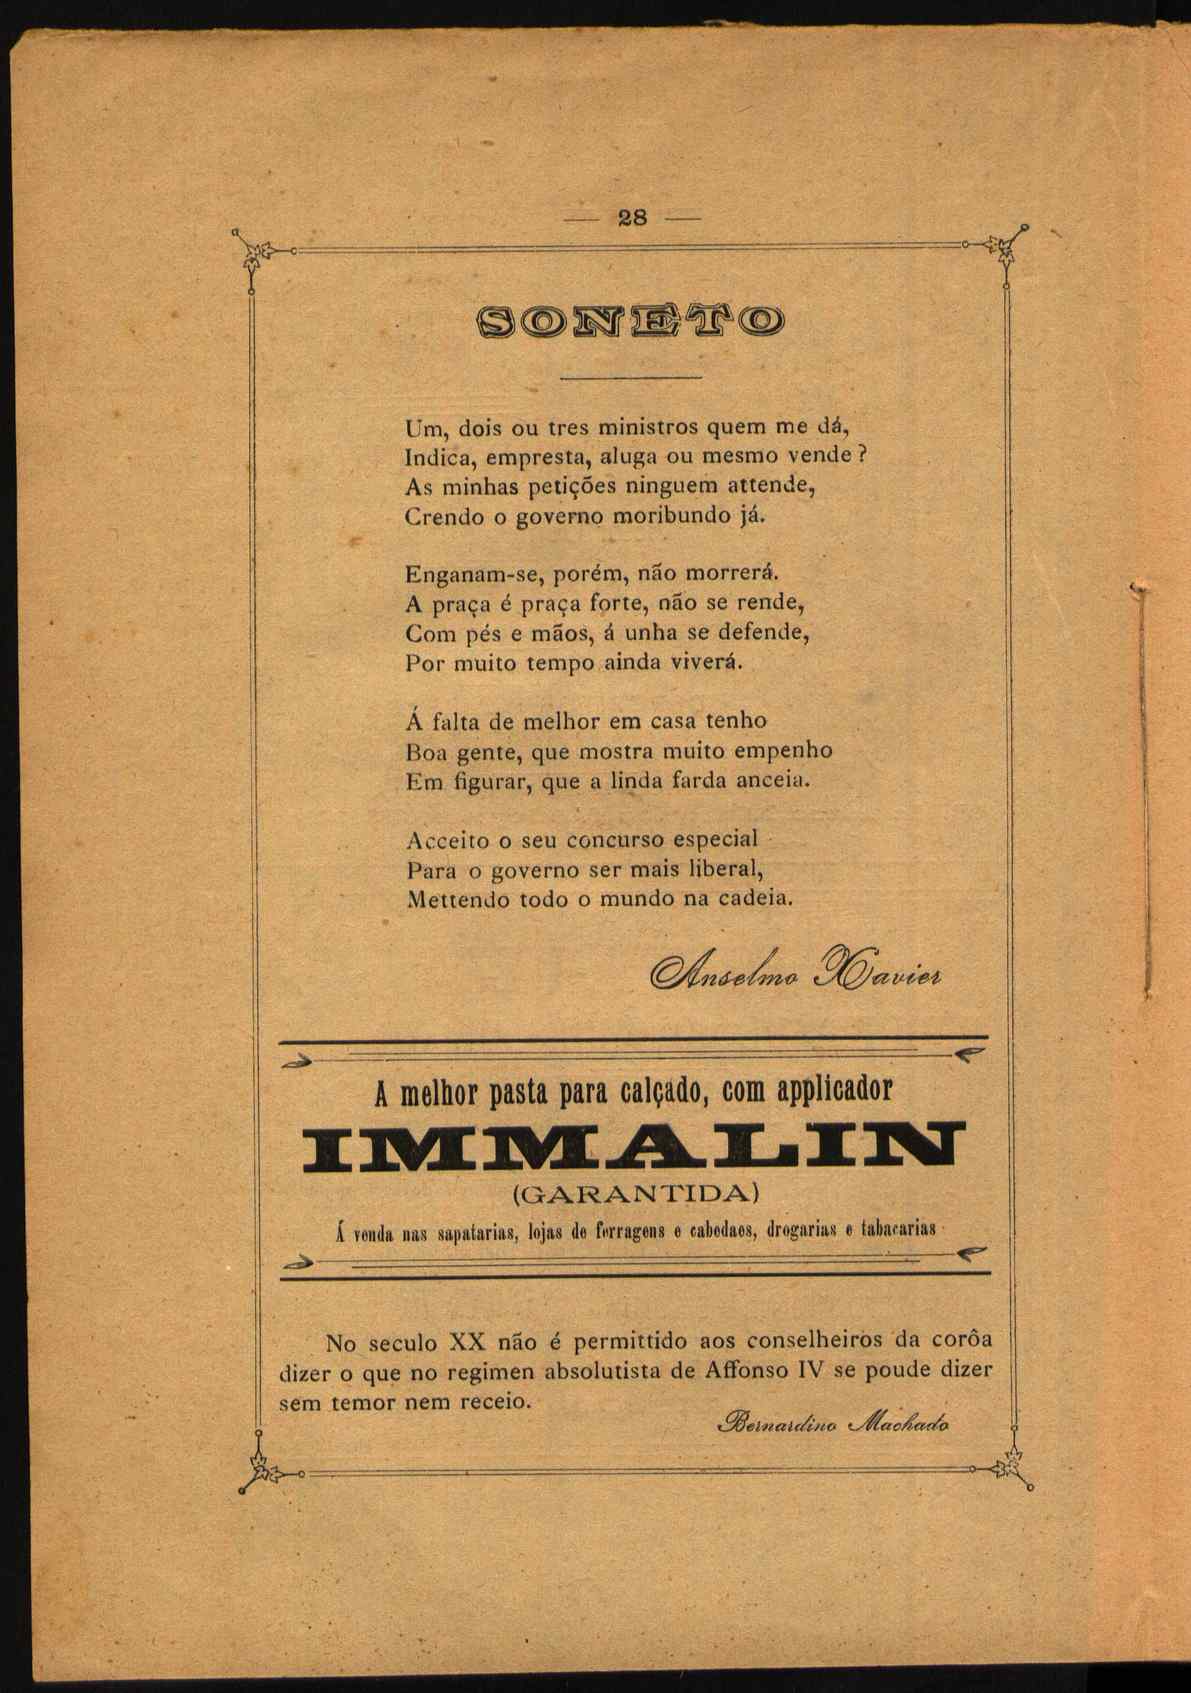 — 28 —
SONETO
Um, dois ou tres ministros quem me dá,
Indica, empresta, aluga ou mesmo vende?
As minhas petições ninguem attende,
Crendo o governo moribundo já.
Enganam-se, porém, não morrerá.
A praça é praça forte, não se rende,
Com pés e mãos, á unha se defende,
Por muito tempo ainda viverá.
Á falta de melhor em casa tenho
Boa gente, que mostra muito empenho
Em figurar, que a linda farda anceia.
Acceito o seu concurso especial
Para o governo ser mais liberal,
Mettendo todo o mundo na cadeia.
Anselmo Xavier
A melhor pasta para calçado, com applicador
IMMALIN
(GARANTIDA)
Á venda nas sapatarias, lojas de ferragens e cabedaes, drogarias e tabacarias
No seculo XX não é permittido aos conselheiros da corôa
dizer o que no regimen absolutista de Affonso IV se poude dizer
sem temor nem receio.
Bernardino Machado